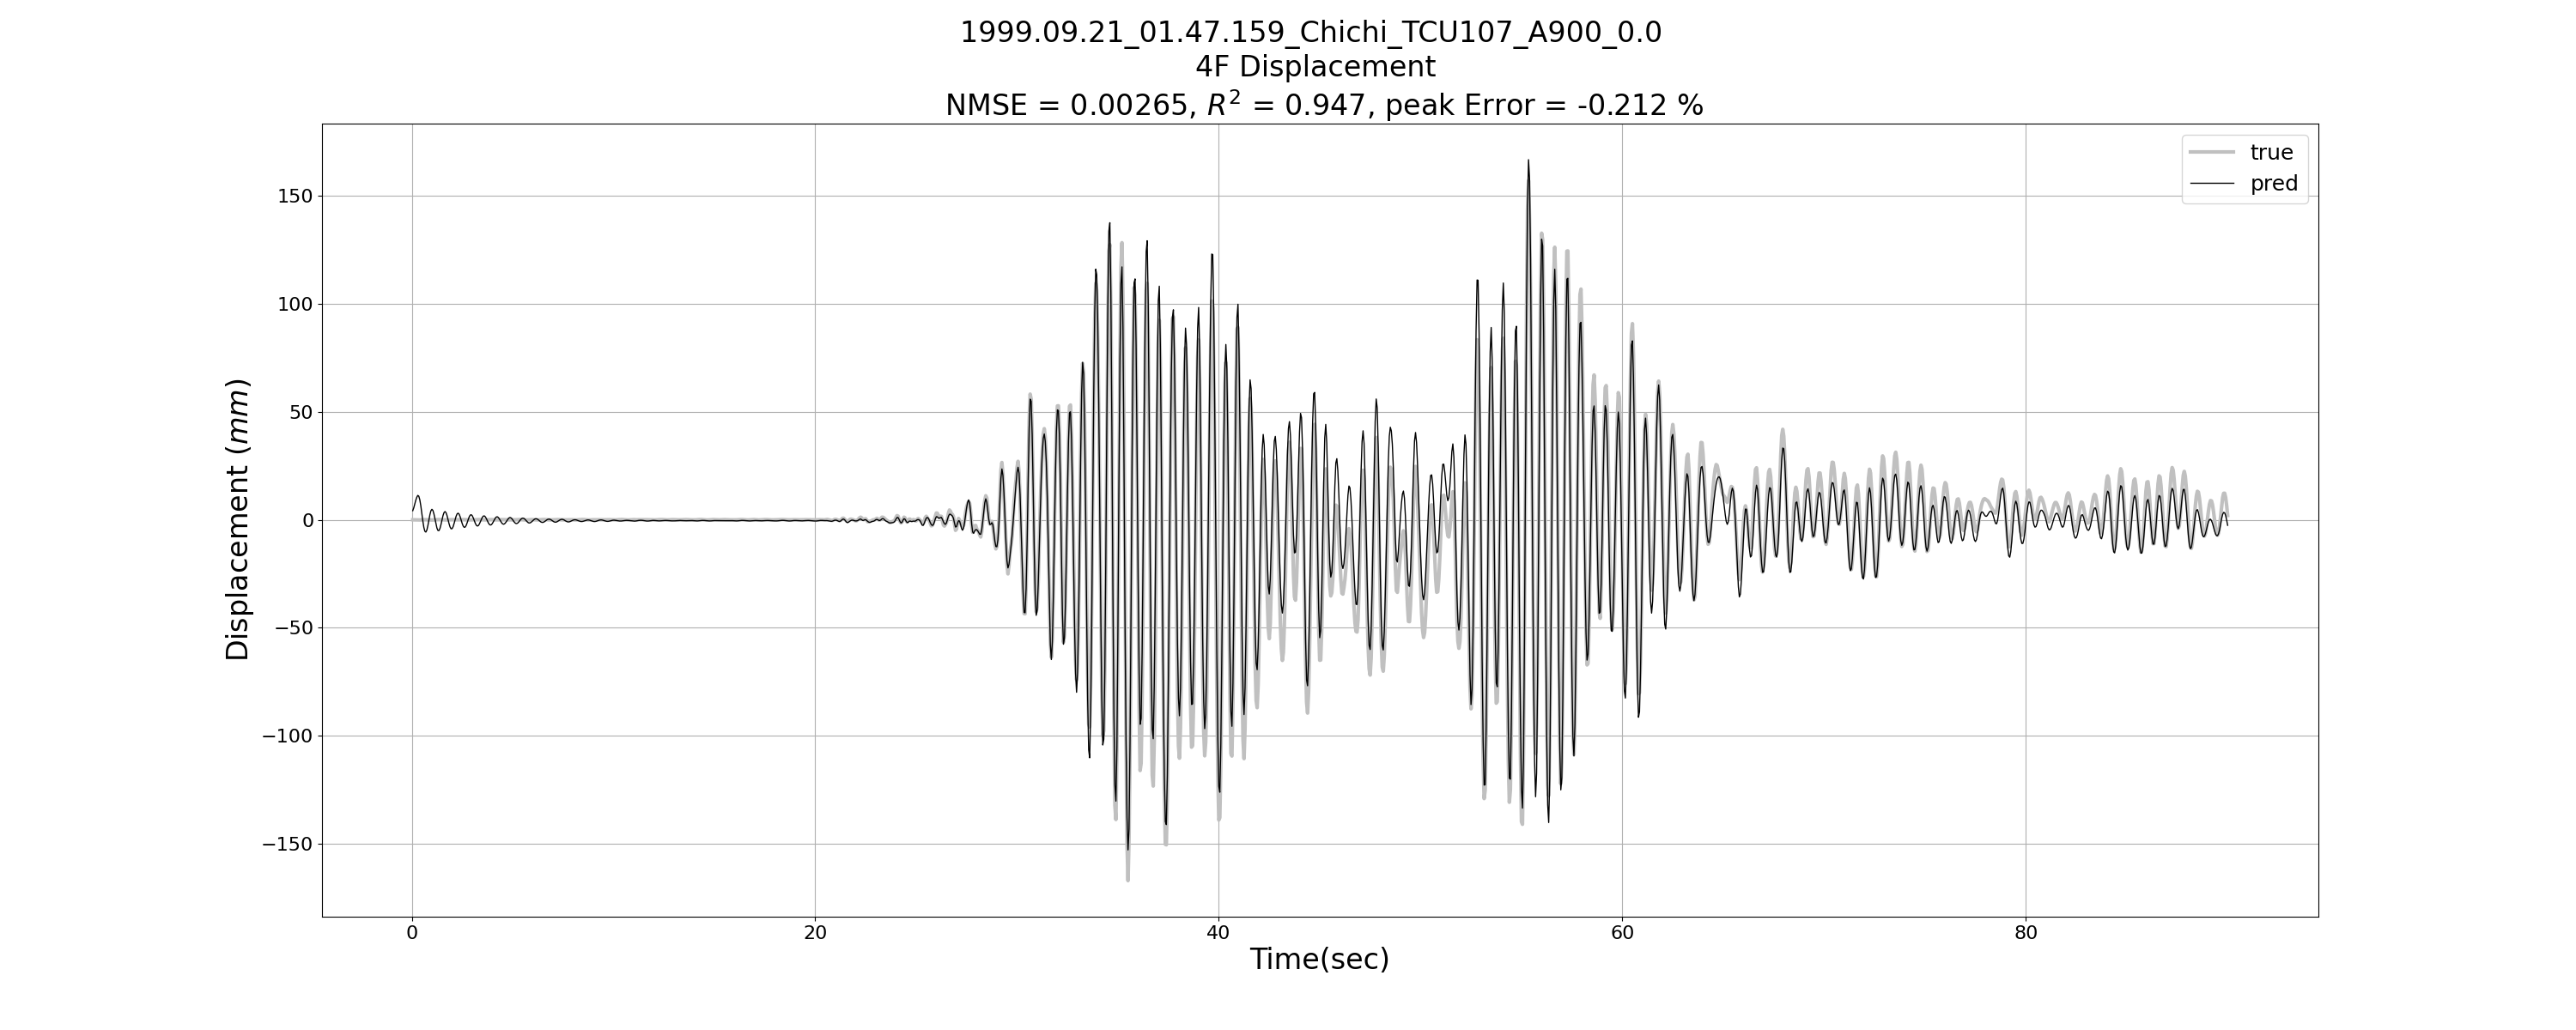 1999.09.21_01.47.159_Chichi_TCU107_A900_0.0
4F Displacement
NMSE = 0.00265, R² = 0.947, peak Error = -0.212 %
true
pred
150
100
50
0
−50
−100
−150
Displacement (mm)
0 20 40 60 80
Time(sec)